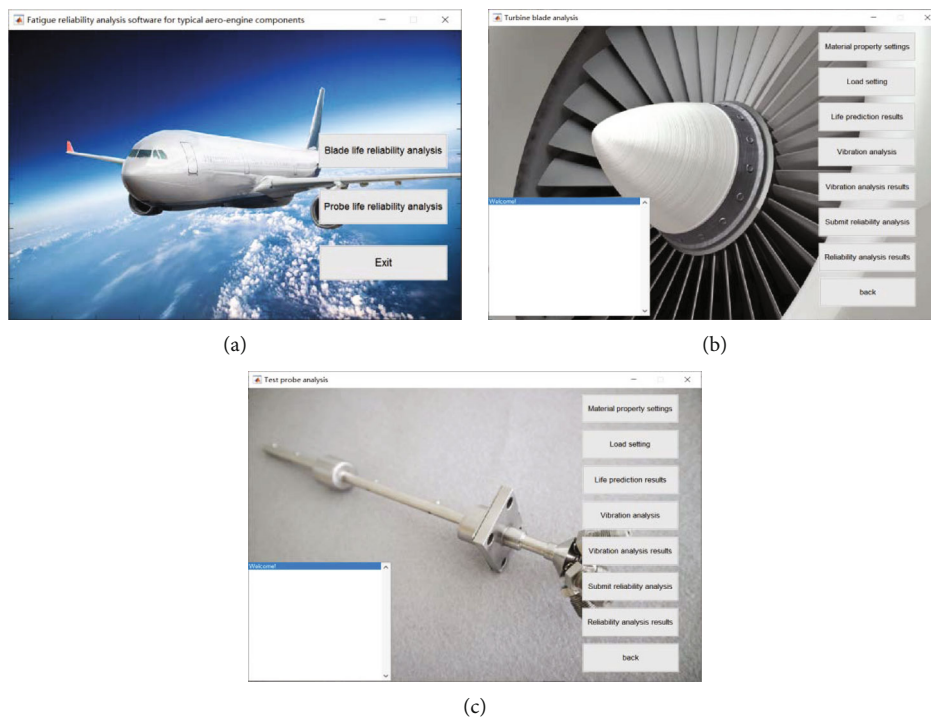 Fatigue reliability analysis software for typical aero-engine components
Blade life reliability analysis
Probe life reliability analysis
Exit
(a)
Turbine blade analysis
Material property settings
Load setting
Life prediction results
Vibration analysis
Vibration analysis results
Submit reliability analysis
Reliability analysis results
back
Welcome!
(b)
Test probe analysis
Material property settings
Load setting
Life prediction results
Vibration analysis
Vibration analysis results
Submit reliability analysis
Reliability analysis results
back
Welcome!
(c)